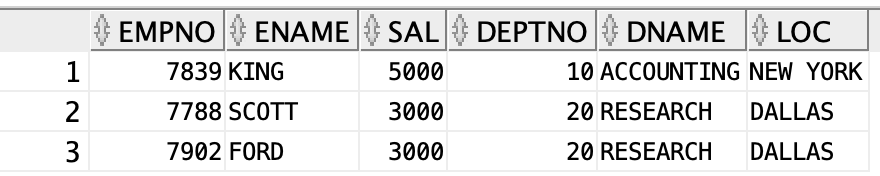 EMPNO ENAME SAL DEPTNO DNAME LOC
1 7839 KING 5000 10 ACCOUNTING NEW YORK
2 7788 SCOTT 3000 20 RESEARCH DALLAS
3 7902 FORD 3000 20 RESEARCH DALLAS